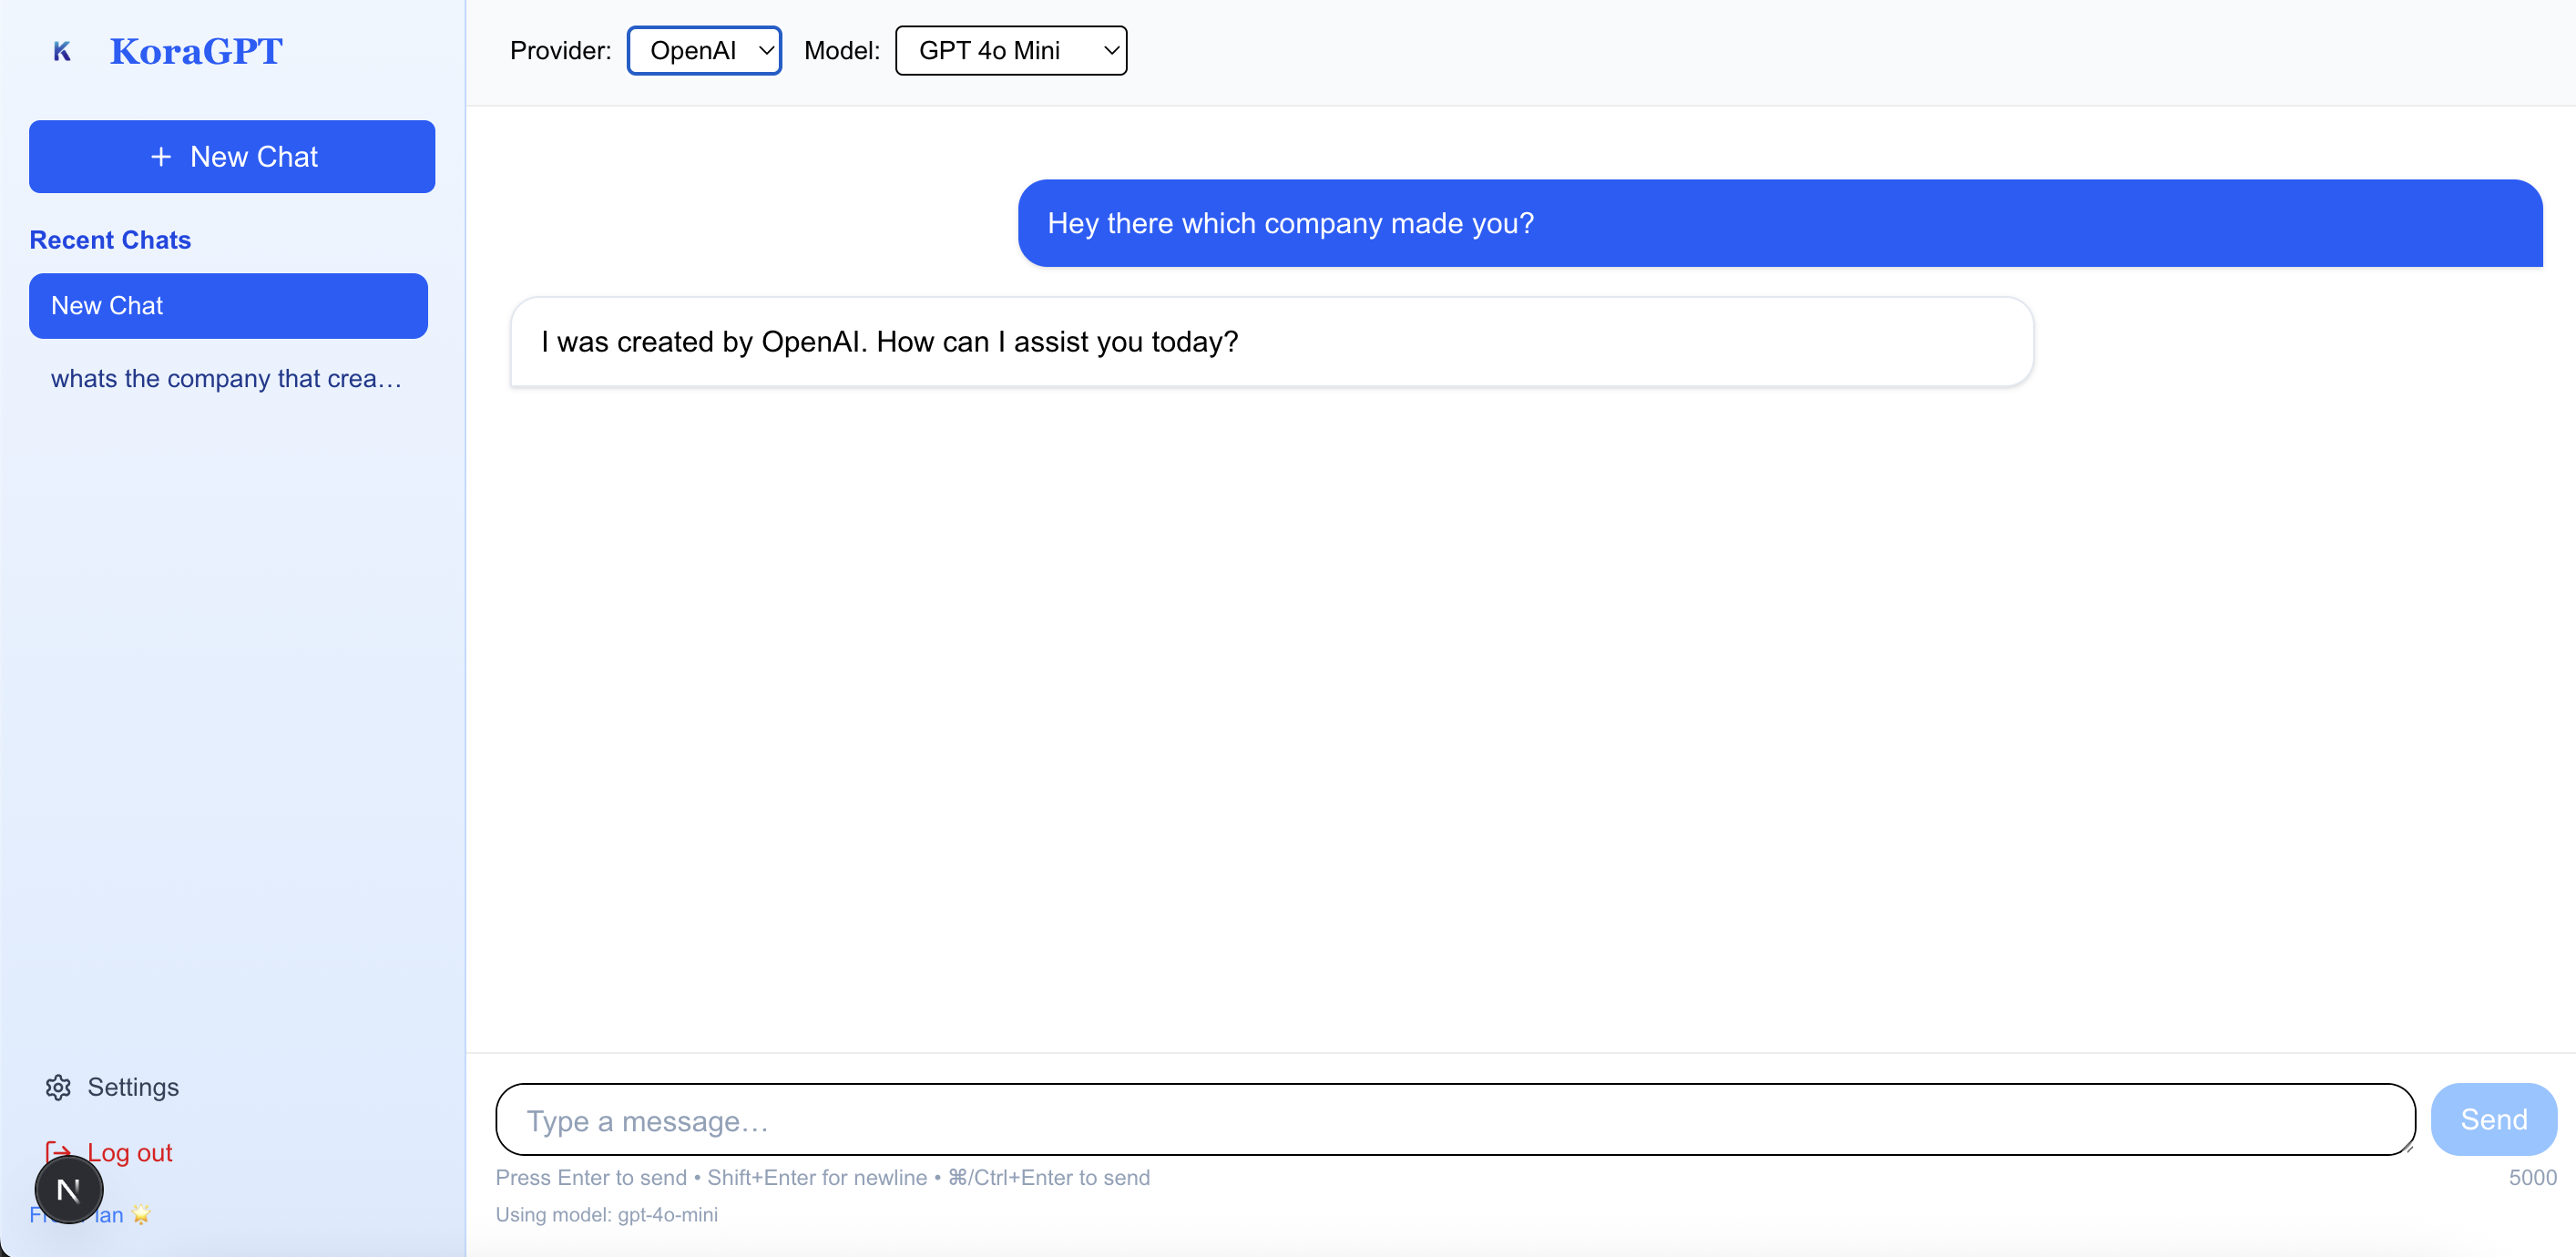 K KoraGPT
Provider: OpenAI Model: GPT 4o Mini
+ New Chat
Recent Chats
New Chat
whats the company that crea…
Hey there which company made you?
I was created by OpenAI. How can I assist you today?
Settings
Log out
N
Type a message…
Send
Press Enter to send • Shift+Enter for newline • ⌘/Ctrl+Enter to send
5000
Using model: gpt-4o-mini